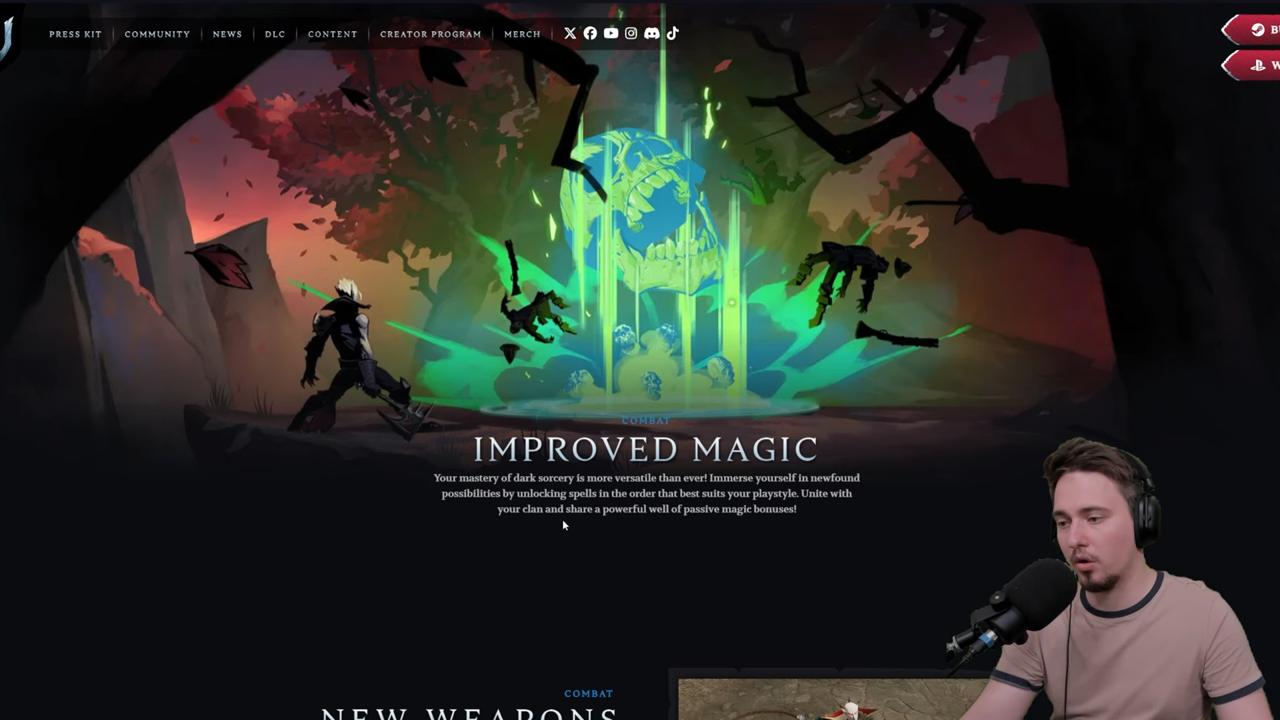 PRESS KIT
COMMUNITY
NEWS
DLC
CONTENT
CREATOR PROGRAM
MERCH
COMBAT
IMPROVED MAGIC
Your mastery of dark sorcery is more versatile than ever! Immerse yourself in newfound
possibilities by unlocking spells in the order that best suits your playstyle. Unite with
your clan and share a powerful well of passive magic bonuses!
COMBAT
NEW WEAPONS